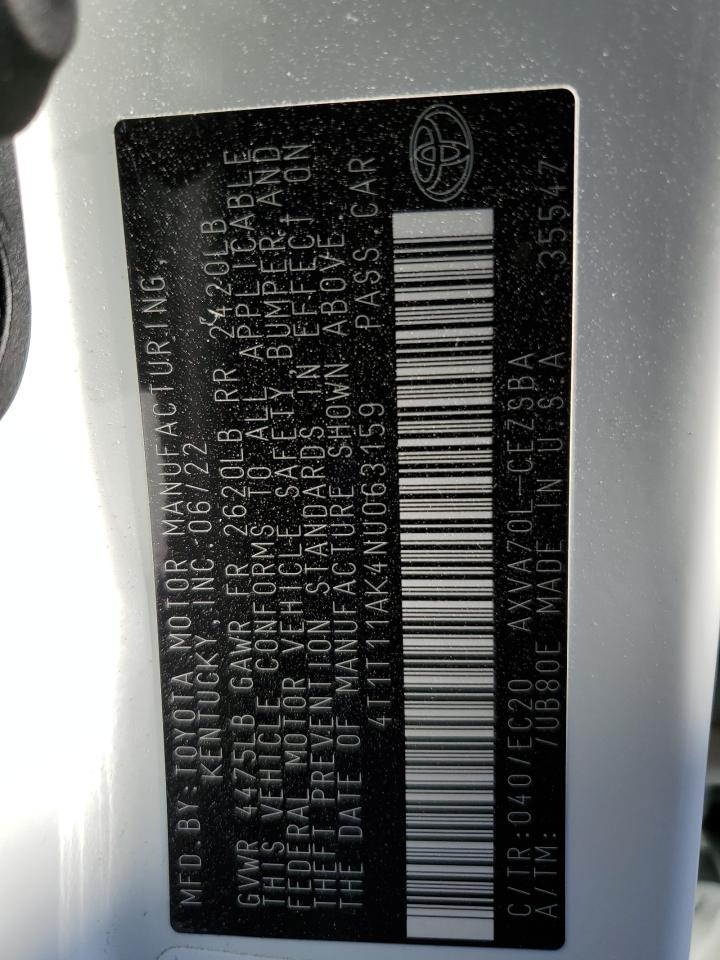 MFD.BY:TOYOTA MOTOR MANUFACTURING,
KENTUCKY,INC.06/22
GVWR 4475LB GAWR FR 2620LB RR 2420LB
THIS VEHICLE CONFORMS TO ALL APPLICABLE
FEDERAL MOTOR VEHICLE SAFETY,BUMPER,AND
THEFT PREVENTION STANDARDS IN EFFECT ON
THE DATE OF MANUFACTURE SHOWN ABOVE.
4T1T11AK4NU063159 PASS.CAR
C/TR:040/EC20 AXVA70L-CEZSBA
A/TM: 7UB80E MADE IN U.S.A 35547